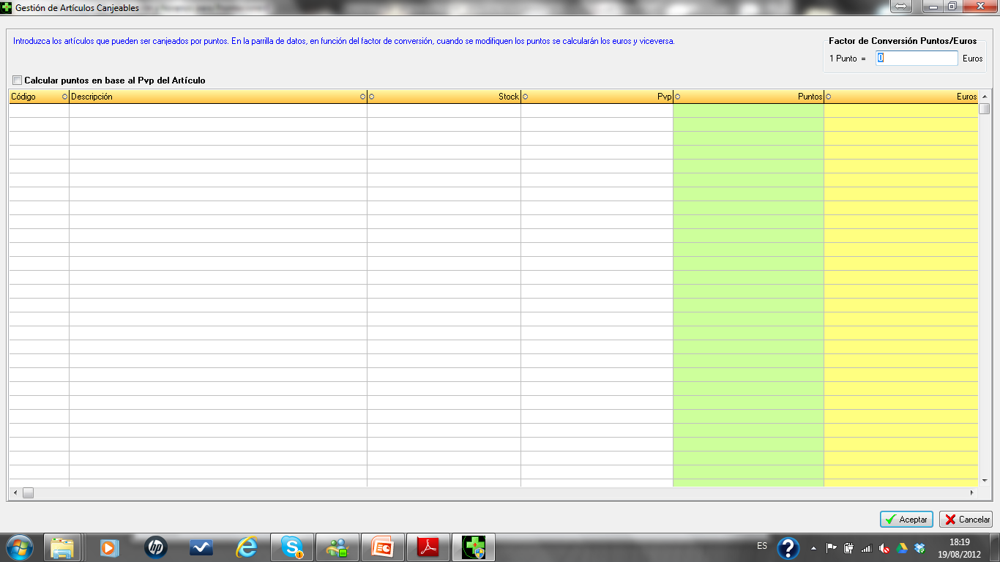 Gestión de Artículos Canjeables
Introduzca los artículos que pueden ser canjeados por puntos. En la parrilla de datos, en función del factor de conversión, cuando se modifiquen los puntos se calcularán los euros y viceversa.
Factor de Conversión Puntos/Euros
1 Punto = 0 Euros
Calcular puntos en base al Pvp del Artículo
Código Descripción Stock Pvp Puntos Euros
Aceptar Cancelar
hp
1
ES
18:19
19/08/2012